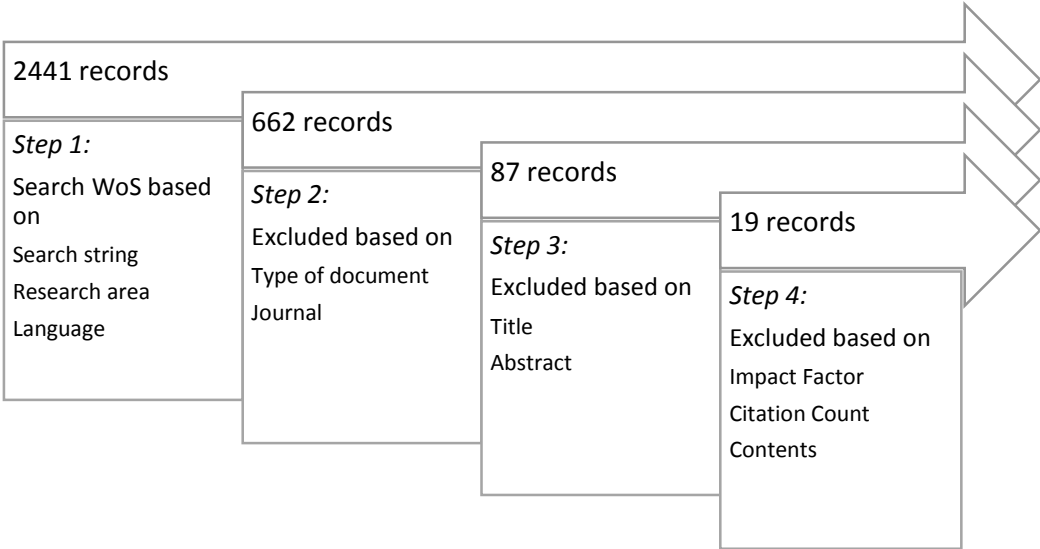 2441 records
Step 1:
Search WoS based
on
Search string
Research area
Language
662 records
Step 2:
Excluded based on
Type of document
Journal
87 records
Step 3:
Excluded based on
Title
Abstract
19 records
Step 4:
Excluded based on
Impact Factor
Citation Count
Contents